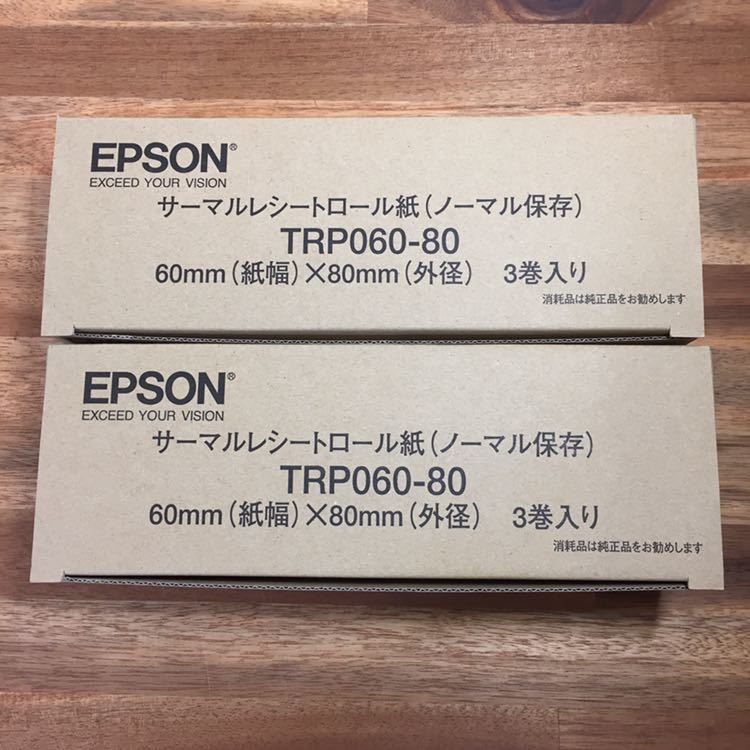 EPSON®
EXCEED YOUR VISION
サーマルレシートロール紙(ノーマル保存)
TRP060-80
60mm(紙幅)×80mm(外径) 3巻入り
消耗品は純正品をお勧めします
EPSON®
EXCEED YOUR VISION
サーマルレシートロール紙(ノーマル保存)
TRP060-80
60mm(紙幅)×80mm(外径) 3巻入り
消耗品は純正品をお勧めします